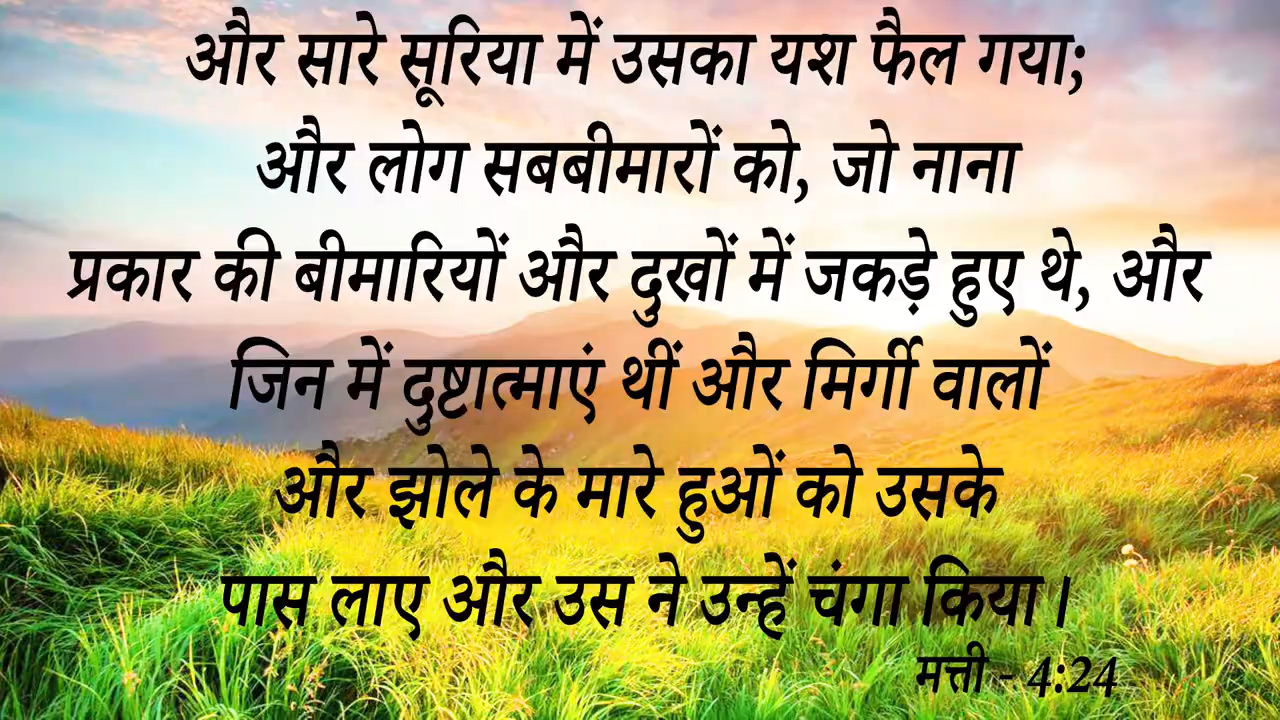 और सारे सूरिया में उसका यश फैल गया;
और लोग सबबीमारों को, जो नाना
प्रकार की बीमारियों और दुखों में जकड़े हुए थे, और
जिन में दुष्टात्माएं थीं और मिर्गी वालों
और झोले के मारे हुओं को उसके
पास लाए और उस ने उन्हें चंगा किया।
मत्ती - 4:24